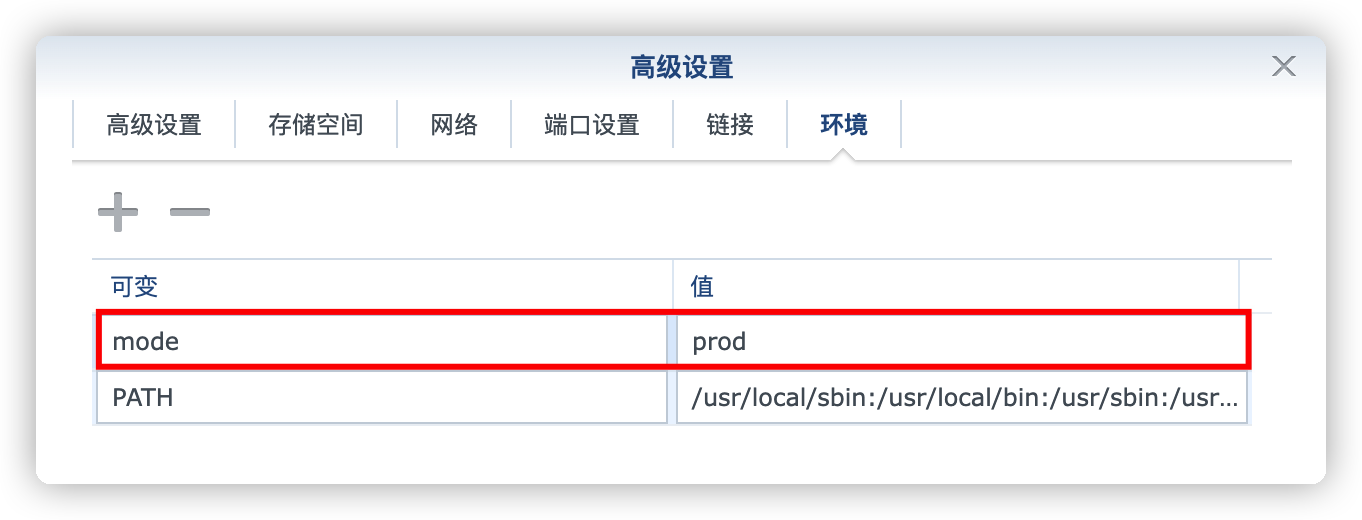 高级设置
高级设置 存储空间 网络 端口设置 链接 环境
可变 值
mode prod
PATH /usr/local/sbin:/usr/local/bin:/usr/sbin:/usr...